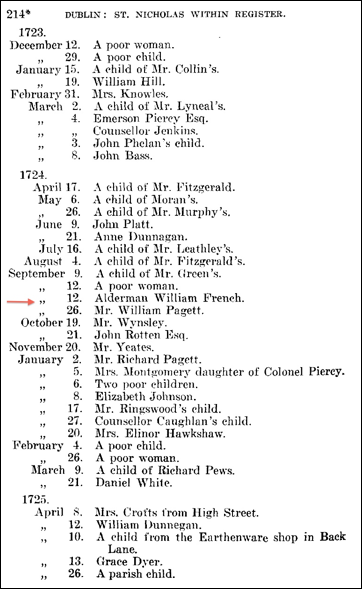 214* DUBLIN: ST. NICHOLAS WITHIN REGISTER.
1723.
December 12. A poor woman.
„ 29. A poor child.
January 15. A child of Mr. Collin's.
„ 19. William Hill.
February 31. Mrs. Knowles.
March 2. A child of Mr. Lyneal's.
„ 4. Emerson Piercy Esq.
„ „ Counsellor Jenkins.
„ 3. John Phelan's child.
„ 8. John Bass.
1724.
April 17. A child of Mr. Fitzgerald.
May 6. A child of Moran's.
„ 26. A child of Mr. Murphy's.
June 9. John Platt.
„ 21. Anne Dunnagan.
July 16. A child of Mr. Leathley's.
August 4. A child of Mr. Fitzgerald's.
September 9. A child of Mr. Green's.
„ 12. A poor woman.
„ 12. Alderman William French.
„ 26. Mr. William Pagett.
October 19. Mr. Wynsley.
„ 21. John Rotten Esq.
November 20. Mr. Yeates.
January 2. Mr. Richard Pagett.
„ 5. Mrs. Montgomery daughter of Colonel Piercy.
„ 6. Two poor children.
„ 8. Elizabeth Johnson.
„ 17. Mr. Ringswood's child.
„ 27. Counsellor Caughlan's child.
„ 20. Mrs. Elinor Hawkshaw.
February 4. A poor child.
„ 26. A poor woman.
March 9. A child of Richard Pews.
„ 21. Daniel White.
1725.
April 8. Mrs. Crofts from High Street.
„ 12. William Dunnegan.
„ 10. A child from the Earthenware shop in Back
Lane.
„ 13. Grace Dyer.
„ 26. A parish child.